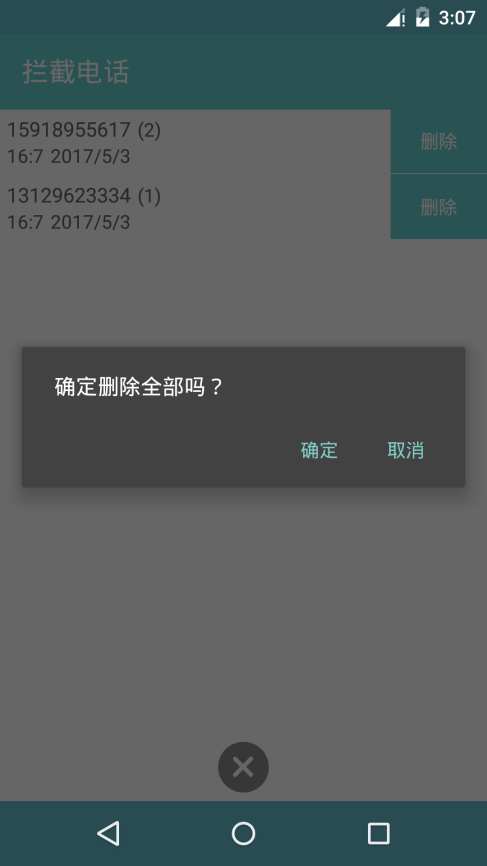 3:07
拦截电话
15918955617 (2)
16:7 2017/5/3
删除
13129623334 (1)
16:7 2017/5/3
删除
确定删除全部吗？
确定
取消